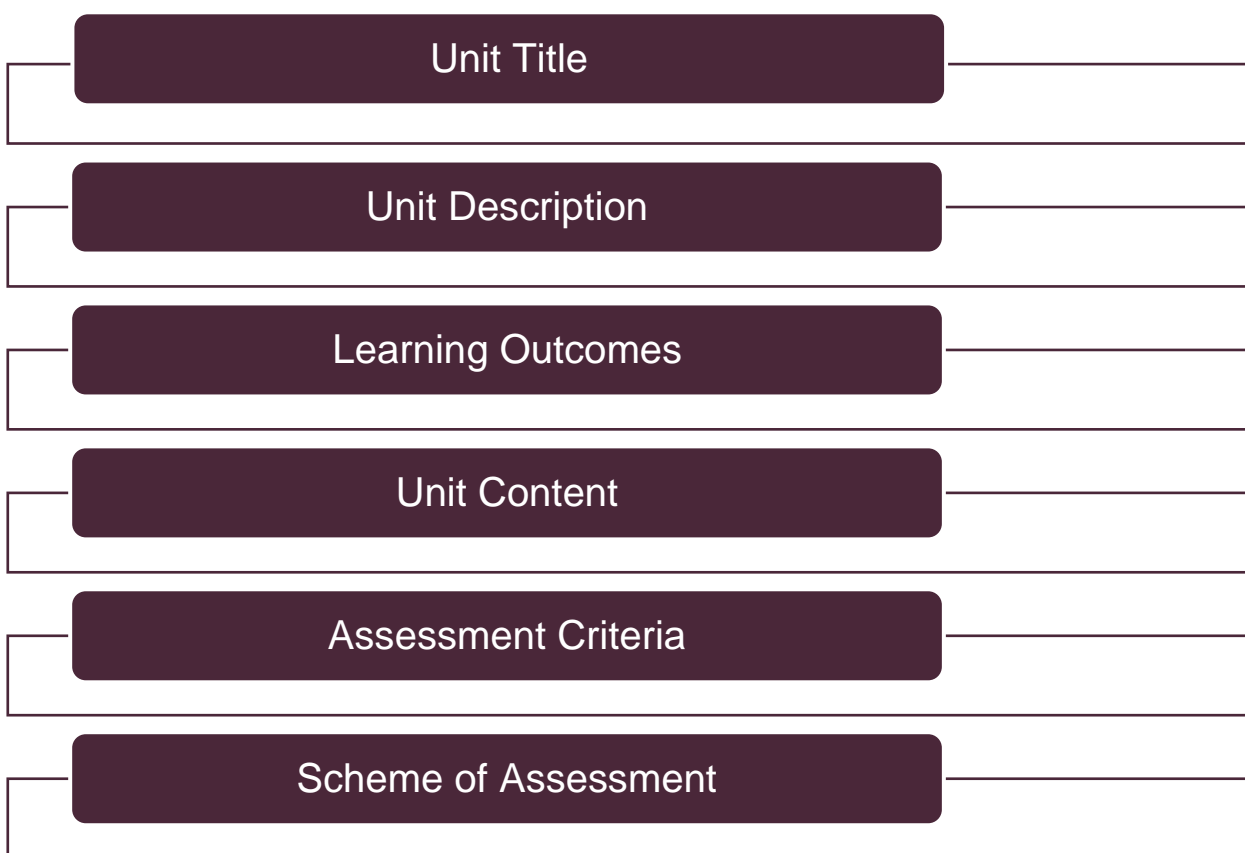 Unit Title
Unit Description
Learning Outcomes
Unit Content
Assessment Criteria
Scheme of Assessment